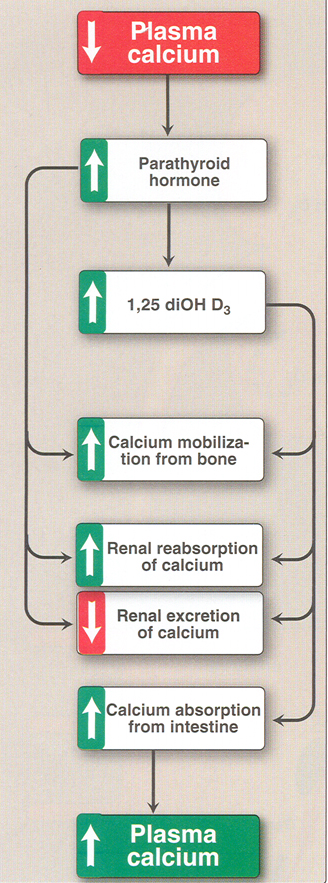 Plasma
calcium
Parathyroid
hormone
1,25 diOH D₃
Calcium mobiliza-
tion from bone
Renal reabsorption
of calcium
Renal excretion
of calcium
Calcium absorption
from intestine
Plasma
calcium